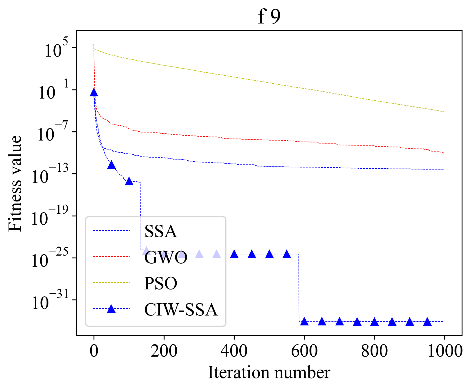 f 9
Fitness value
10^5
10^1
10^-7
10^-13
10^-19
10^-25
10^-31
SSA
GWO
PSO
CIW-SSA
0 200 400 600 800 1000
Iteration number